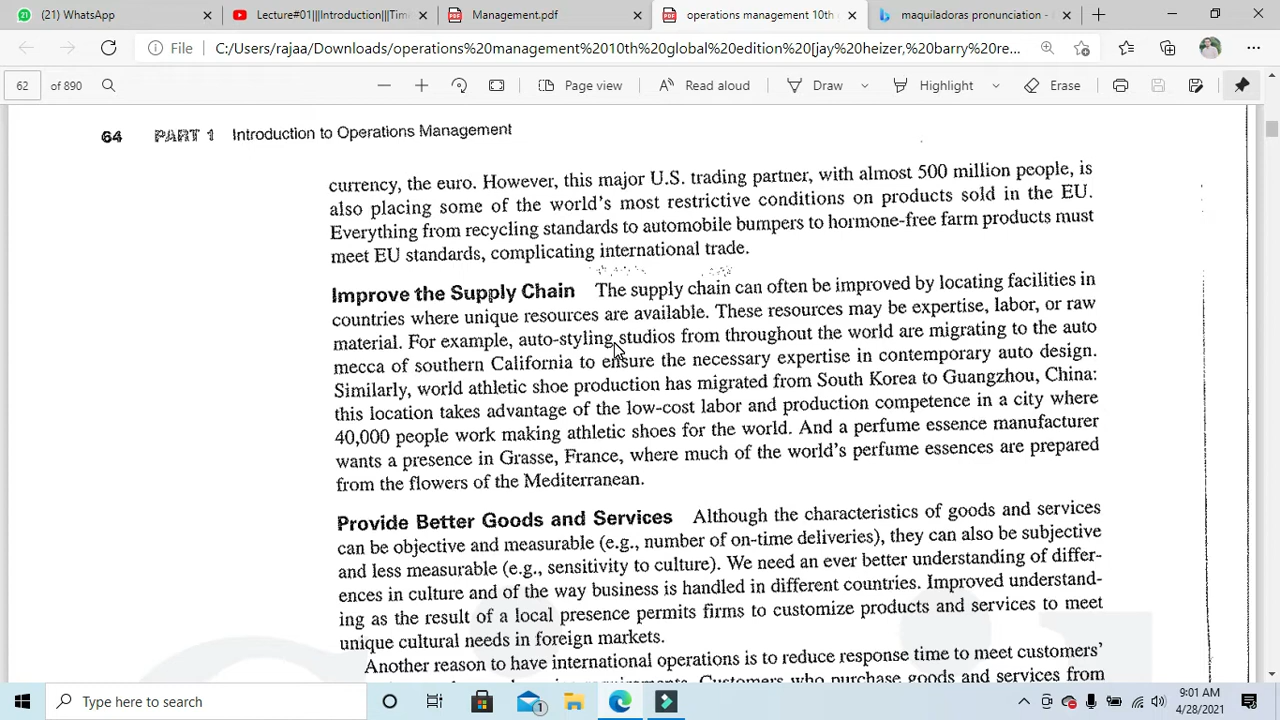 (21) WhatsApp
Lecture#01|||Introduction|||Time
Management.pdf
operations management 10th
maquiladoras pronunciation -
File
C:/Users/rajaa/Downloads/operations%20management%2010th%20global%20edition%20[jay%20heizer,%20barry%20re...
62 of 890
Page view
Read aloud
Draw
Highlight
Erase
64 PART 1 Introduction to Operations Management
currency, the euro. However, this major U.S. trading partner, with almost 500 million people, is
also placing some of the world's most restrictive conditions on products sold in the EU.
Everything from recycling standards to automobile bumpers to hormone-free farm products must
meet EU standards, complicating international trade.
Improve the Supply Chain The supply chain can often be improved by locating facilities in
countries where unique resources are available. These resources may be expertise, labor, or raw
material. For example, auto-styling studios from throughout the world are migrating to the auto
mecca of southern California to ensure the necessary expertise in contemporary auto design.
Similarly, world athletic shoe production has migrated from South Korea to Guangzhou, China:
this location takes advantage of the low-cost labor and production competence in a city where
40,000 people work making athletic shoes for the world. And a perfume essence manufacturer
wants a presence in Grasse, France, where much of the world's perfume essences are prepared
from the flowers of the Mediterranean.
Provide Better Goods and Services Although the characteristics of goods and services
can be objective and measurable (e.g., number of on-time deliveries), they can also be subjective
and less measurable (e.g., sensitivity to culture). We need an ever better understanding of differ-
ences in culture and of the way business is handled in different countries. Improved understand-
ing as the result of a local presence permits firms to customize products and services to meet
unique cultural needs in foreign markets.
Another reason to have international operations is to reduce response time to meet customers'
requirements. Customers who purchase goods and services from
Type here to search
9:01 AM
4/28/2021